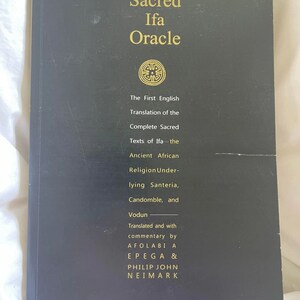 Sacred
Ifa
Oracle
The First English
Translation of the
Complete Sacred
Texts of Ifa—the
Ancient African
Religion Under-
lying Santeria,
Candomble, and
Vodun
Translated and with
commentary by
AFOLABI A
EPEGA &
PHILIP JOHN
NEIMARK